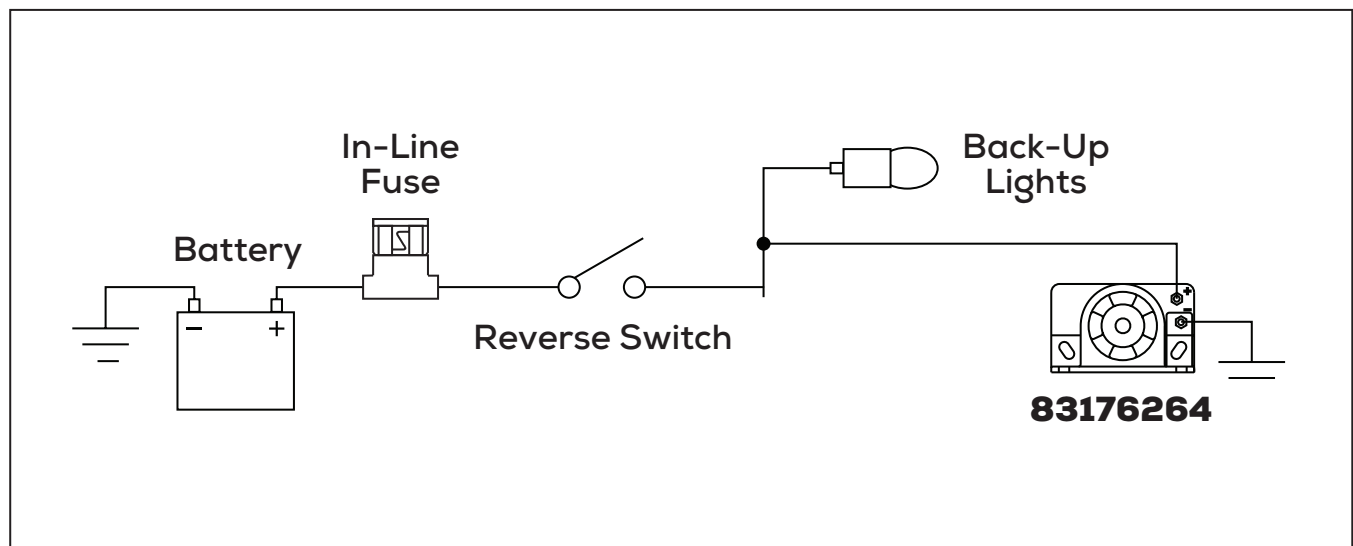 In-Line
Fuse
Back-Up
Lights
Battery
− +
Reverse Switch
+
−
83176264